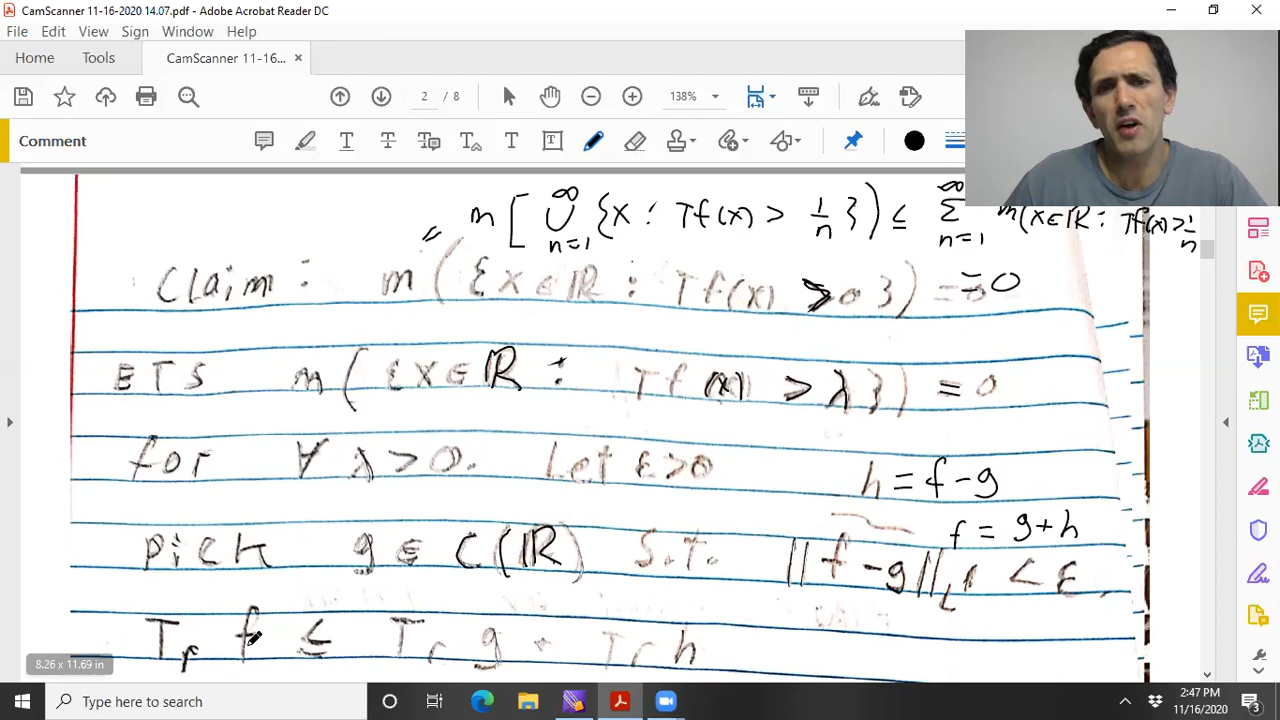 CamScanner 11-16-2020 14.07.pdf - Adobe Acrobat Reader DC
File Edit View Sign Window Help
Home Tools CamScanner 11-16... ×
2 / 8 138%
Comment
m [ ∞ ∪ n=1 {x : Tf(x) > 1/n } ) ≤ ∞ Σ n=1 m(x∈ℝ : Tf(x)>1/n
=
Claim : m ( {x∈ℝ : Tf(x) > 0 } ) = 0
ETS m ( {x∈ℝ : Tf(x) > λ } ) = 0
for ∀ λ > 0. Let ε>0
h = f-g
f = g+h
pick g ∈ C(ℝ) s.t. ||f-g||_L1 < ε.
T_r f ≤ T_r g + T_r h
8.26 x 11.69 in
Type here to search
2:47 PM
11/16/2020
3